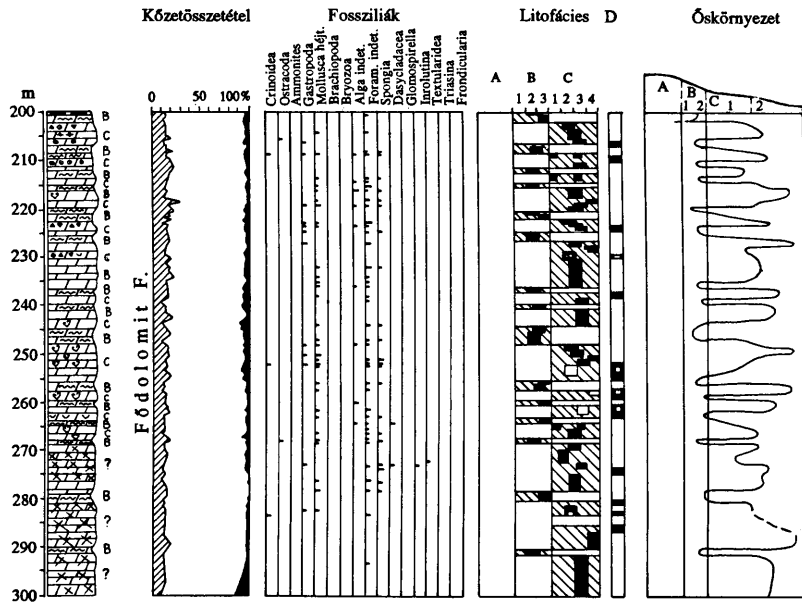 Kőzetösszetétel
Fossziliák
Litofácies D
Őskörnyezet
Crinoidea
Ostracoda
Ammonites
Gastropoda
Mollusca héjt.
Brachiopoda
Bryozoa
Alga indet.
Foram. indet.
Spongia
Dasycladacea
Glomospirella
Involutina
Textularidea
Triasina
Frondicularia
m
0 50 100%
A B C
1 2 3 1 2 3 4
A B C
1 2 1 2
200
210
220
230
240
250
260
270
280
290
300
B
C
B
C
B
C
B
C
B
C
B
c
B
B
C
B
C
B
C
B
C
B
C
B
C
B
?
B
?
B
?
Fődolomit F.